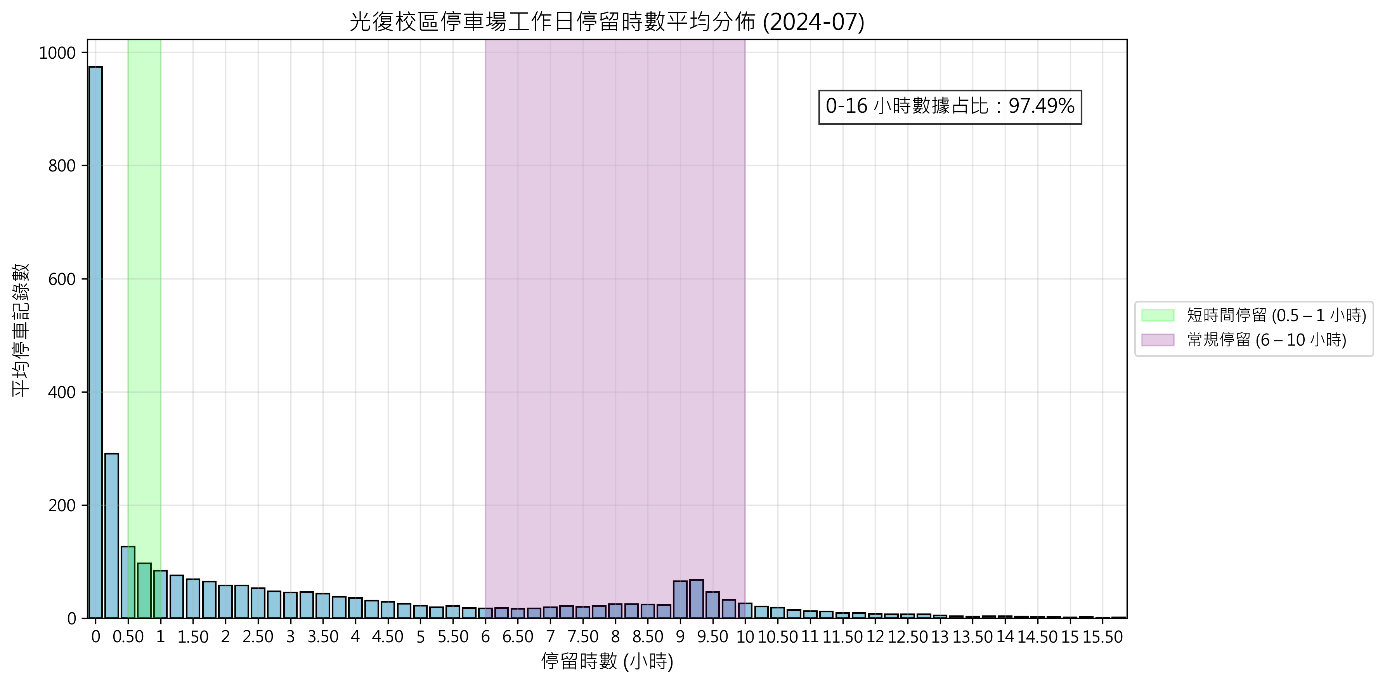 光復校區停車場工作日停留時數平均分佈 (2024-07)
1000
800
600
400
200
0
平均停車記錄數
0-16 小時數據占比：97.49%
短時間停留 (0.5 – 1 小時)
常規停留 (6 – 10 小時)
0 0.50 1 1.50 2 2.50 3 3.50 4 4.50 5 5.50 6 6.50 7 7.50 8 8.50 9 9.50 10 10.50 11 11.50 12 12.50 13 13.50 14 14.50 15 15.50
停留時數 (小時)